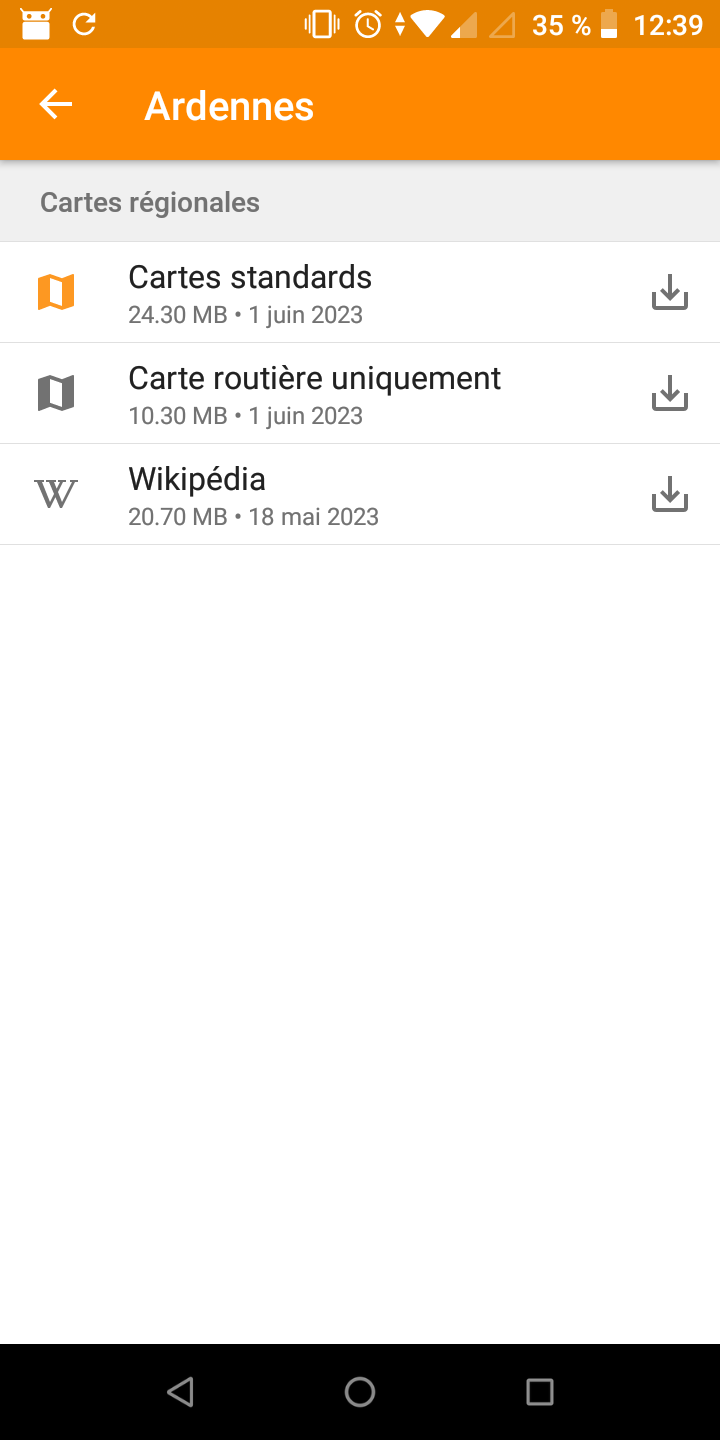 35 % 12:39
Ardennes
Cartes régionales
Cartes standards
24.30 MB • 1 juin 2023
Carte routière uniquement
10.30 MB • 1 juin 2023
W Wikipédia
20.70 MB • 18 mai 2023